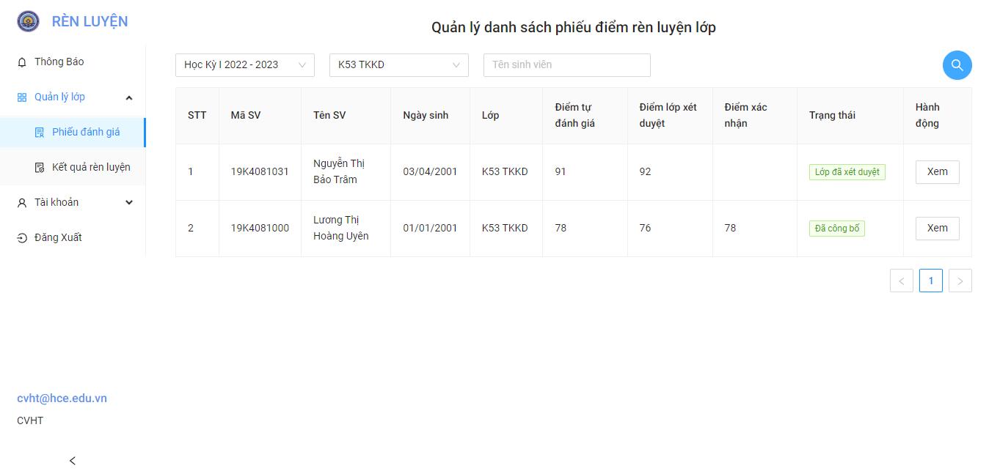 RÈN LUYỆN
Thông Báo
Quản lý lớp
Phiếu đánh giá
Kết quả rèn luyện
Tài khoản
Đăng Xuất
cvht@hce.edu.vn
CVHT
Quản lý danh sách phiếu điểm rèn luyện lớp
Học Kỳ I 2022 - 2023 K53 TKKD Tên sinh viên
STT Mã SV Tên SV Ngày sinh Lớp Điểm tự đánh giá Điểm lớp xét duyệt Điểm xác nhận Trạng thái Hành động
1 19K4081031 Nguyễn Thị Bảo Trâm 03/04/2001 K53 TKKD 91 92 Lớp đã xét duyệt Xem
2 19K4081000 Lương Thị Hoàng Uyên 01/01/2001 K53 TKKD 78 76 78 Đã công bố Xem
< 1 >